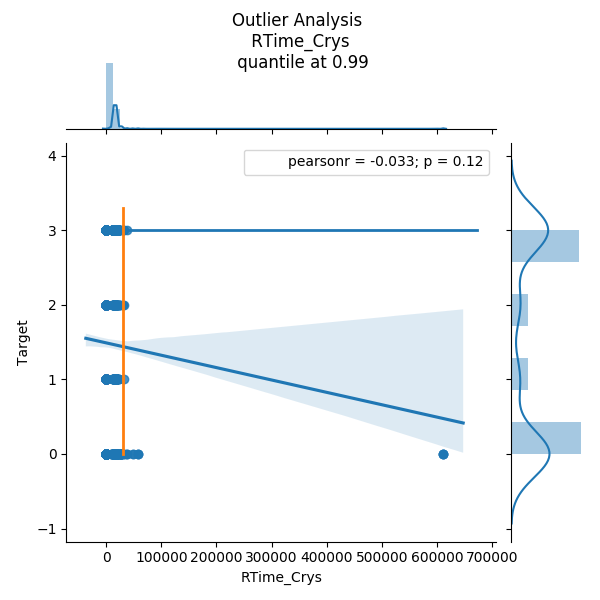 Outlier Analysis
RTime_Crys
quantile at 0.99
pearsonr = -0.033; p = 0.12
4
3
2
1
0
−1
Target
0 100000 200000 300000 400000 500000 600000 700000
RTime_Crys